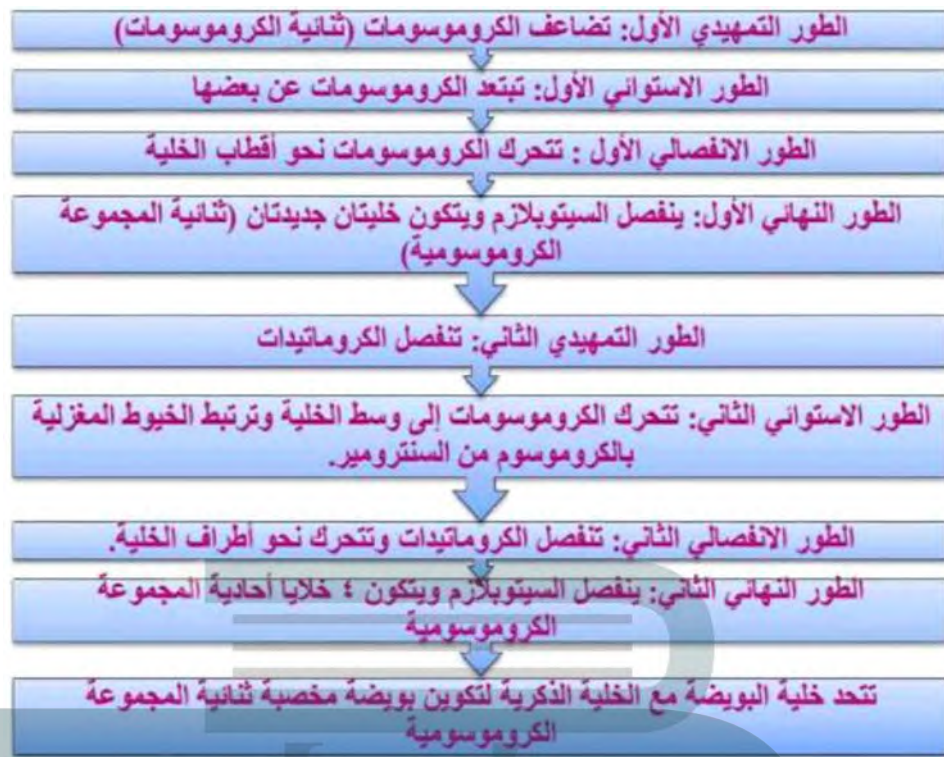 الطور التمهيدي الأول: تضاعف الكروموسومات (ثنائية الكروموسومات)
الطور الاستوائي الأول: تبتعد الكروموسومات عن بعضها
الطور الانفصالي الأول : تتحرك الكروموسومات نحو أقطاب الخلية
الطور النهائي الأول: ينفصل السيتوبلازم ويتكون خليتان جديدتان (ثنائية المجموعة
الكروموسومية)
الطور التمهيدي الثاني: تنفصل الكروماتيدات
الطور الاستوائي الثاني: تتحرك الكروموسومات إلى وسط الخلية وترتبط الخيوط المغزلية
بالكروموسوم من السنترومير.
الطور الانفصالي الثاني: تنفصل الكروماتيدات وتتحرك نحو أطراف الخلية.
الطور النهائي الثاني: ينفصل السيتوبلازم ويتكون ٤ خلايا أحادية المجموعة
الكروموسومية
تتحد خلية البويضة مع الخلية الذكرية لتكوين بويضة مخصبة ثنائية المجموعة
الكروموسومية